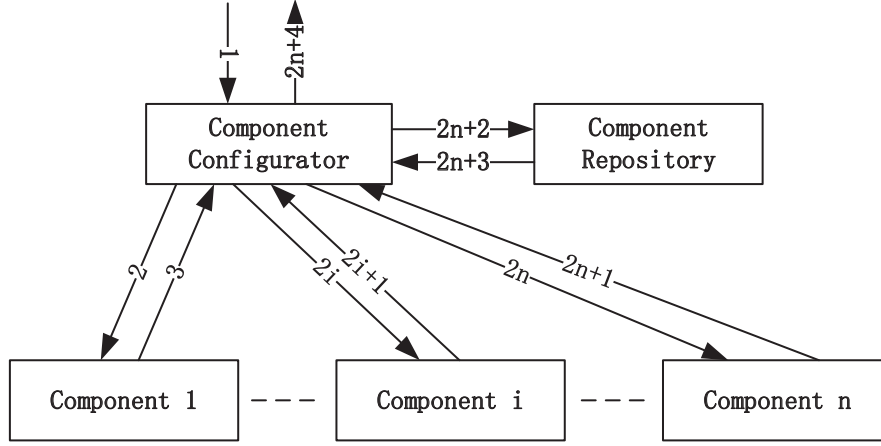 1
2n+4
Component
Configurator
2n+2
2n+3
Component
Repository
2
3
2i
2i+1
2n
2n+1
Component 1
Component i
Component n